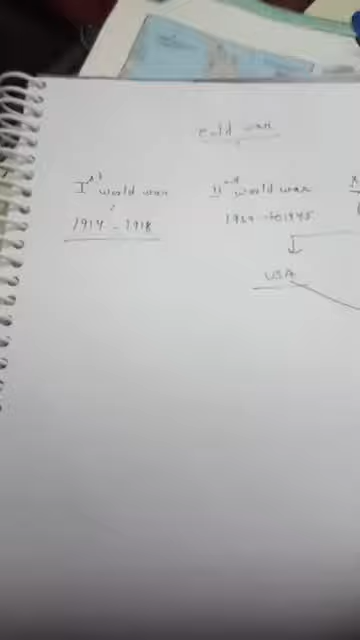 cold war
Ist world war
IInd world war
1914 - 1918
1939 - to 1945
USA